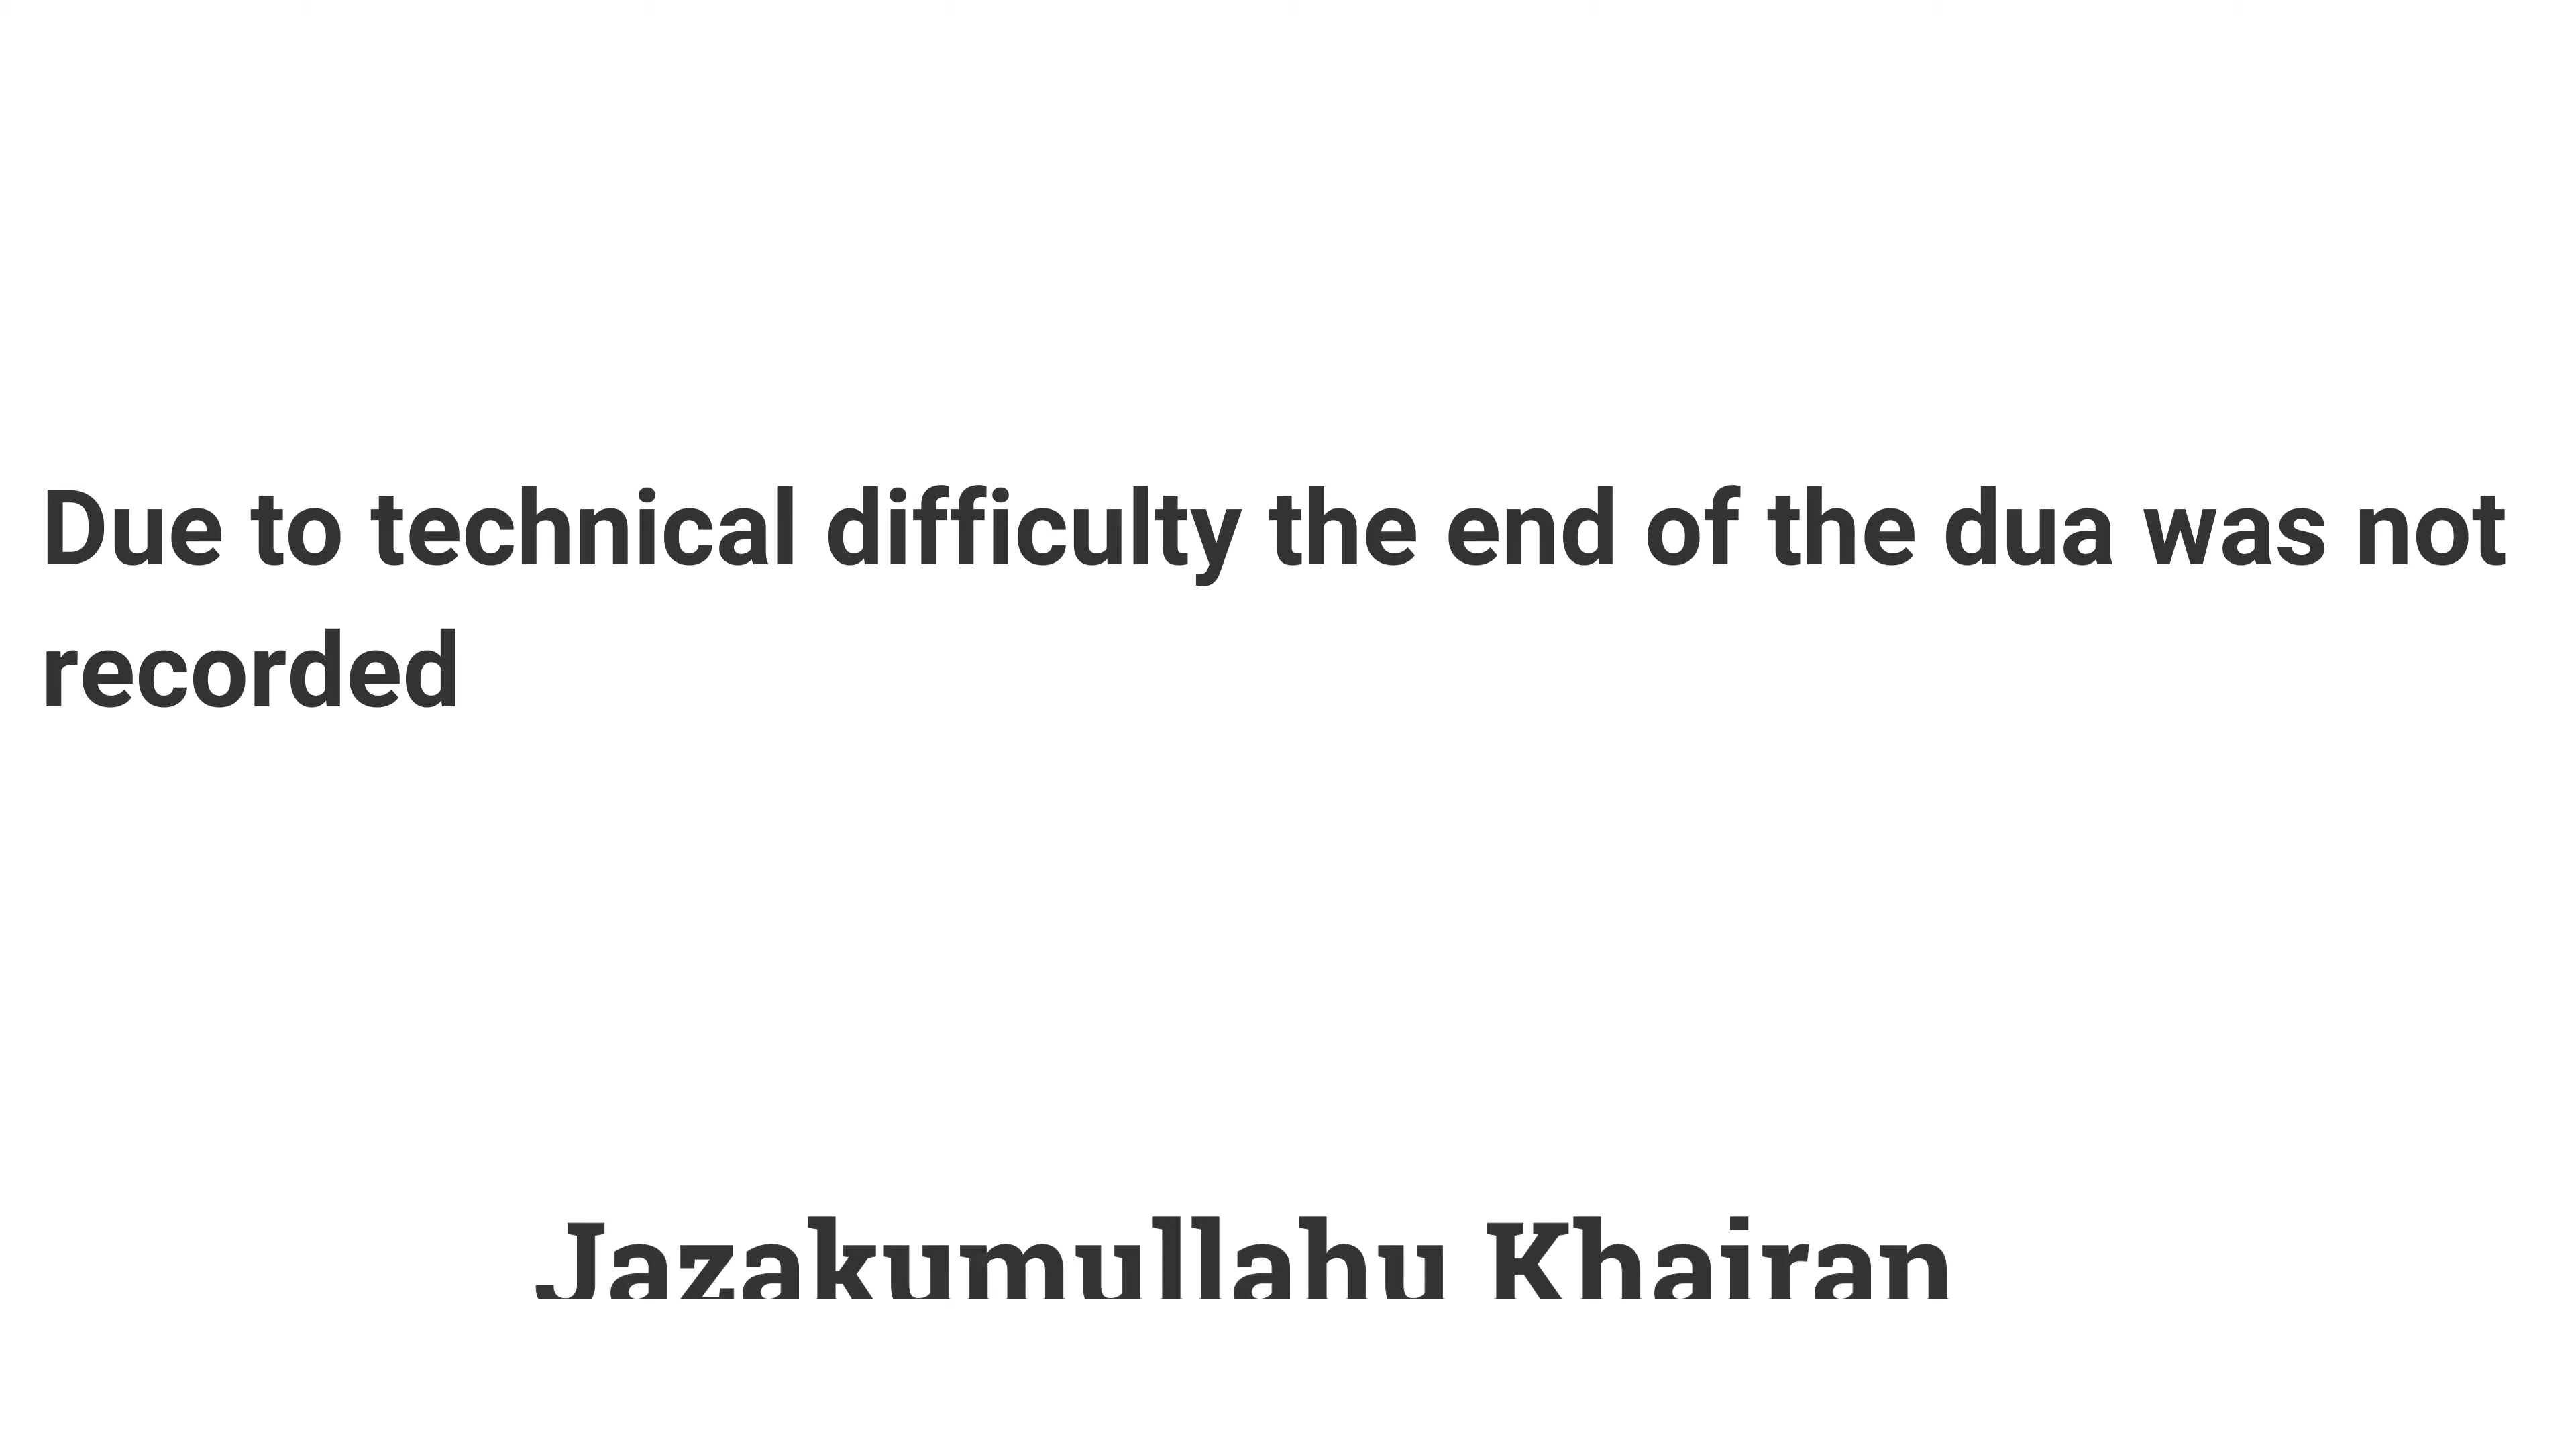 Due to technical difficulty the end of the dua was not
recorded
Jazakumullahu Khairan